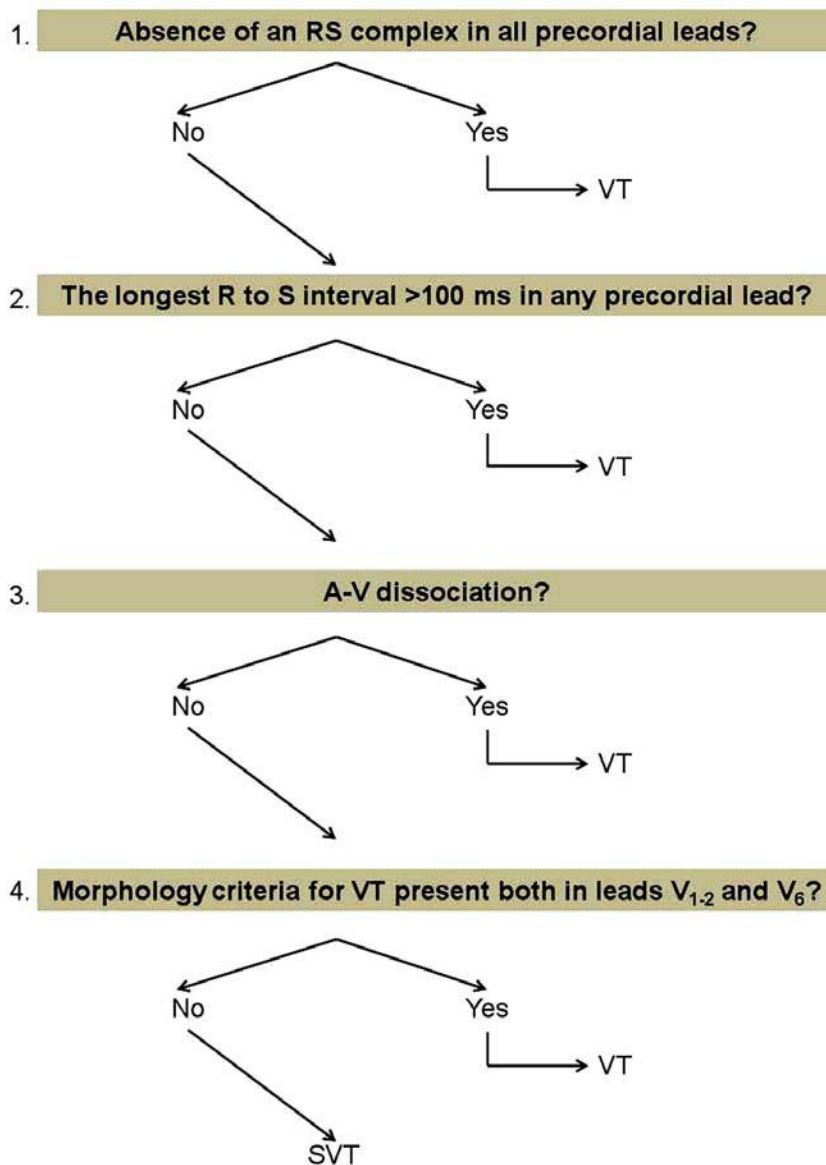 1. Absence of an RS complex in all precordial leads?
No Yes
VT
2. The longest R to S interval >100 ms in any precordial lead?
No Yes
VT
3. A-V dissociation?
No Yes
VT
4. Morphology criteria for VT present both in leads V1-2 and V6?
No Yes
VT
SVT